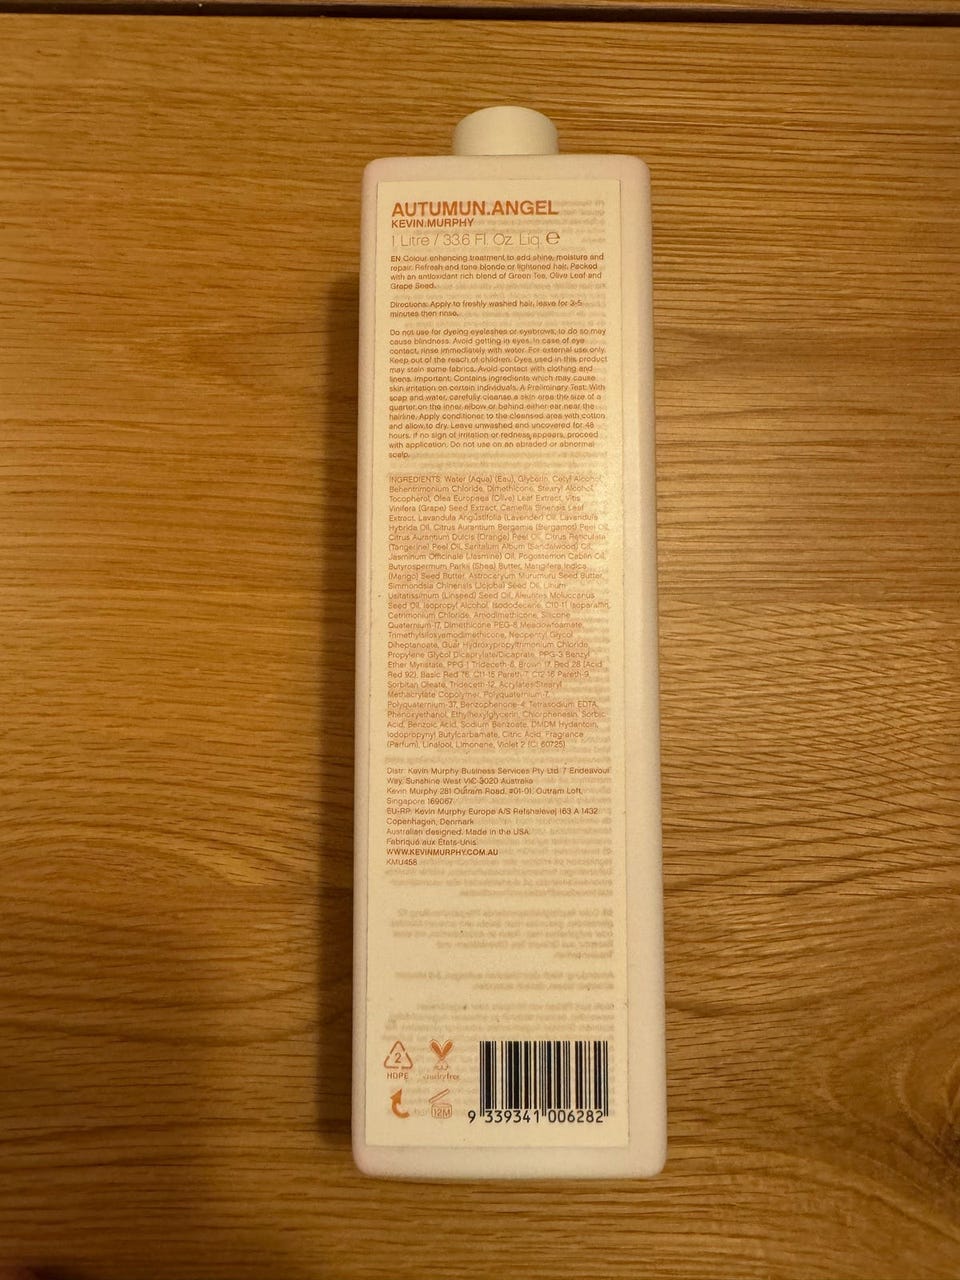 AUTUMUN.ANGEL
KEVIN.MURPHY
1 Litre / 33.6 Fl. Oz. Liq. ℮
EN Colour enhancing treatment to add shine, moisture and
repair. Refresh and tone blonde or lightened hair. Packed
with an antioxidant rich blend of Green Tea, Olive Leaf and
Grape Seed.
Directions: Apply to freshly washed hair, leave for 3-5
minutes then rinse.
Do not use for dyeing eyelashes or eyebrows, to do so may
cause blindness. Avoid getting in eyes. In case of eye
contact, rinse immediately with water. For external use only.
Keep out of the reach of children. Dyes used in this product
may stain some fabrics. Avoid contact with clothing and
linens. Important: Contains ingredients which may cause
skin irritation on certain individuals. A Preliminary Test: With
soap and water, carefully cleanse a skin area the size of a
quarter on the inner elbow or behind either ear near the
hairline. Apply conditioner to the cleansed area with cotton
and allow to dry. Leave unwashed and uncovered for 48
hours. If no sign of irritation or redness appears, proceed
with application. Do not use on an abraded or abnormal
scalp.
INGREDIENTS: Water (Aqua) (Eau), Glycerin, Cetyl Alcohol,
Behentrimonium Chloride, Dimethicone, Stearyl Alcohol,
Tocopherol, Olea Europaea (Olive) Leaf Extract, Vitis
Vinifera (Grape) Seed Extract, Camellia Sinensis Leaf
Extract, Lavandula Angustifolia (Lavender) Oil, Lavandula
Hybrida Oil, Citrus Aurantium Bergamia (Bergamot) Peel Oil,
Citrus Aurantium Dulcis (Orange) Peel Oil, Citrus Reticulata
(Tangerine) Peel Oil, Santalum Album (Sandalwood) Oil,
Jasminum Officinale (Jasmine) Oil, Pogostemon Cablin Oil,
Butyrospermum Parkii (Shea) Butter, Mangifera Indica
(Mango) Seed Butter, Astrocaryum Murumuru Seed Butter,
Simmondsia Chinensis (Jojoba) Seed Oil, Linum
Usitatissimum (Linseed) Seed Oil, Aleurites Moluccanus
Seed Oil, Isopropyl Alcohol, Isododecane, C10-11 Isoparaffin,
Cetrimonium Chloride, Amodimethicone, Silicone
Quaternium-17, Dimethicone PEG-8 Meadowfoamate,
Trimethylsiloxyamodimethicone, Neopentyl Glycol
Diheptanoate, Guar Hydroxypropyltrimonium Chloride,
Propylene Glycol Dicaprylate/Dicaprate, PPG-3 Benzyl
Ether Myristate, PPG-1 Trideceth-6, Brown 17, Red 28 (Acid
Red 92), Basic Red 76, C11-15 Pareth-7, C12-16 Pareth-9,
Sorbitan Oleate, Trideceth-12, Acrylates/Stearyl
Methacrylate Copolymer, Polyquaternium-7,
Polyquaternium-37, Benzophenone-4, Tetrasodium EDTA,
Phenoxyethanol, Ethylhexylglycerin, Chlorphenesin, Sorbic
Acid, Benzoic Acid, Sodium Benzoate, DMDM Hydantoin,
Iodopropynyl Butylcarbamate, Citric Acid, Fragrance
(Parfum), Linalool, Limonene, Violet 2 (CI 60725)
Distr: Kevin Murphy Business Services Pty Ltd 7 Endeavour
Way, Sunshine West VIC 3020 Australia
Kevin Murphy 281 Outram Road, #01-01, Outram Loft,
Singapore 169067
EU-RP: Kevin Murphy Europe A/S Refshalevej 163 A 1432
Copenhagen, Denmark
Australian designed. Made in the USA.
Fabriqué aux États-Unis
WWW.KEVINMURPHY.COM.AU
KMU458
2
HDPE
cruelty free
12M
9 339341 006282